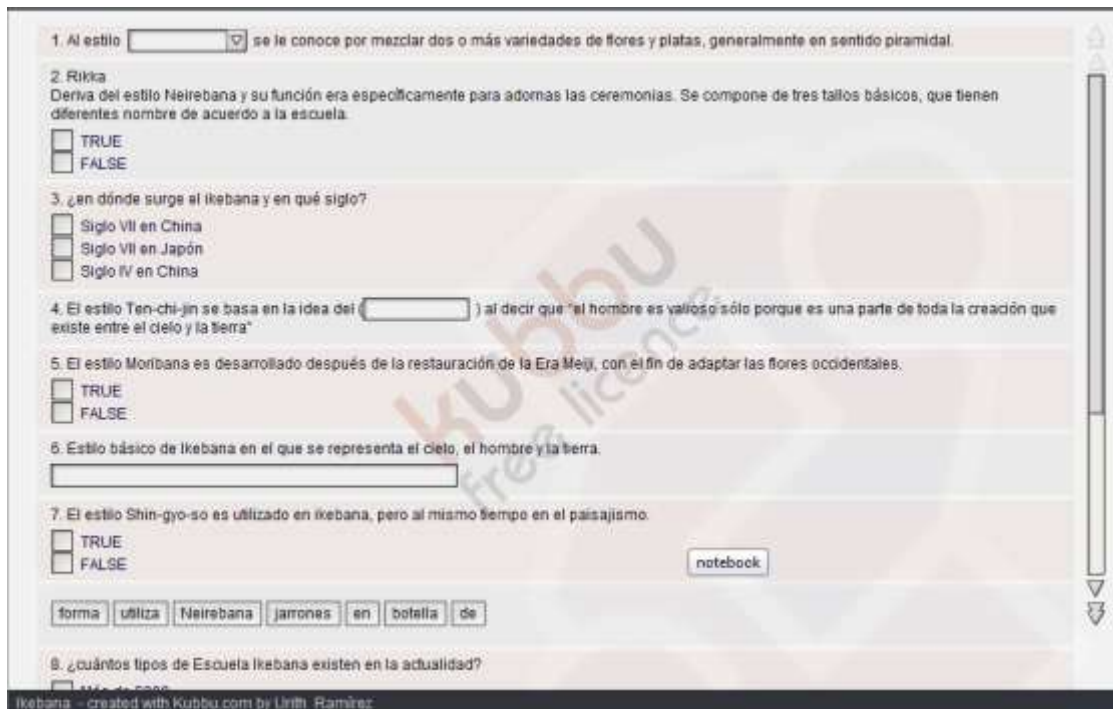 1. Al estilo se le conoce por mezclar dos o más variedades de flores y platas, generalmente en sentido piramidal.
2. Rikka
Deriva del estilo Neirebana y su función era específicamente para adornas las ceremonias. Se compone de tres tallos básicos, que tienen
diferentes nombre de acuerdo a la escuela.
TRUE
FALSE
3. ¿en dónde surge el ikebana y en qué siglo?
Siglo VII en China
Siglo VII en Japón
Siglo IV en China
4. El estilo Ten-chi-jin se basa en la idea del ( ) al decir que "el hombre es valioso sólo porque es una parte de toda la creación que
existe entre el cielo y la tierra"
5. El estilo Moribana es desarrollado después de la restauración de la Era Meiji, con el fin de adaptar las flores occidentales.
TRUE
FALSE
6. Estilo básico de Ikebana en el que se representa el cielo, el hombre y la tierra.
7. El estilo Shin-gyo-so es utilizado en ikebana, pero al mismo tiempo en el paisajismo.
TRUE
FALSE
notebook
forma utiliza Neirebana jarrones en botella de
8. ¿cuántos tipos de Escuela Ikebana existen en la actualidad?
Más de
Ikebana - created with Kubbu.com by Urith Ramírez
kubbu
free licence.